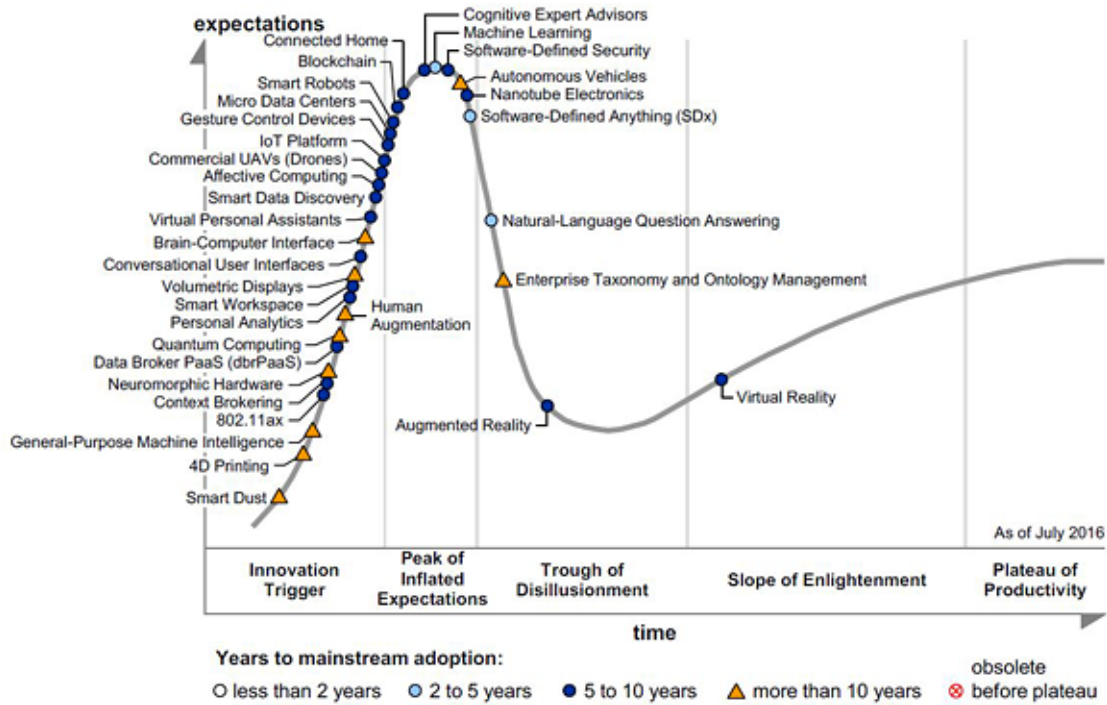 expectations
Cognitive Expert Advisors
Connected Home
Machine Learning
Blockchain
Software-Defined Security
Smart Robots
Autonomous Vehicles
Micro Data Centers
Nanotube Electronics
Gesture Control Devices
Software-Defined Anything (SDx)
IoT Platform
Commercial UAVs (Drones)
Affective Computing
Smart Data Discovery
Virtual Personal Assistants
Natural-Language Question Answering
Brain-Computer Interface
Conversational User Interfaces
Volumetric Displays
Enterprise Taxonomy and Ontology Management
Smart Workspace
Human
Augmentation
Personal Analytics
Quantum Computing
Data Broker PaaS (dbrPaaS)
Neuromorphic Hardware
Context Brokering
802.11ax
Virtual Reality
Augmented Reality
General-Purpose Machine Intelligence
4D Printing
Smart Dust
As of July 2016
Innovation
Trigger
Peak of
Inflated
Expectations
Trough of
Disillusionment
Slope of Enlightenment
Plateau of
Productivity
time
Years to mainstream adoption:
less than 2 years
2 to 5 years
5 to 10 years
more than 10 years
obsolete
before plateau